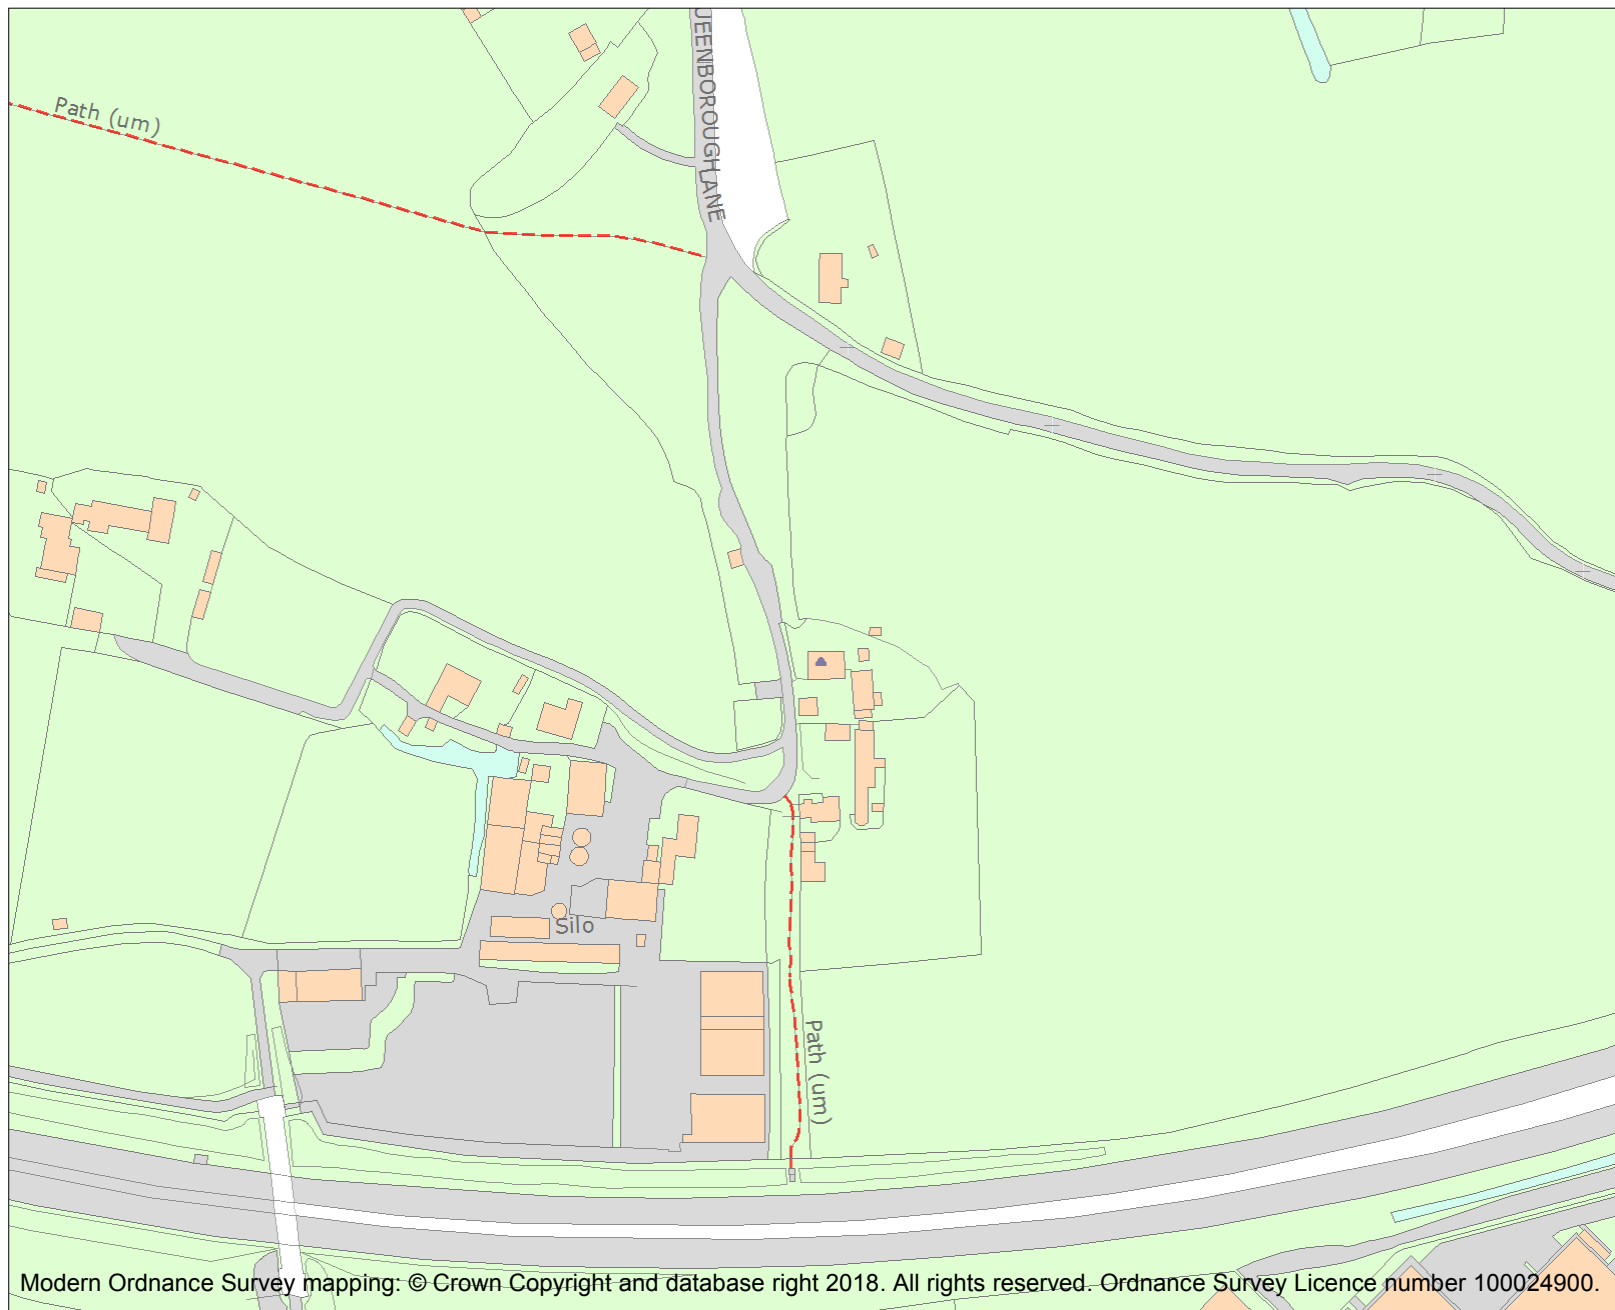 UEENBOROUGH LANE
Path (um)
Silo
Path (um)
Modern Ordnance Survey mapping: © Crown Copyright and database right 2018. All rights reserved. Ordnance Survey Licence number 100024900.